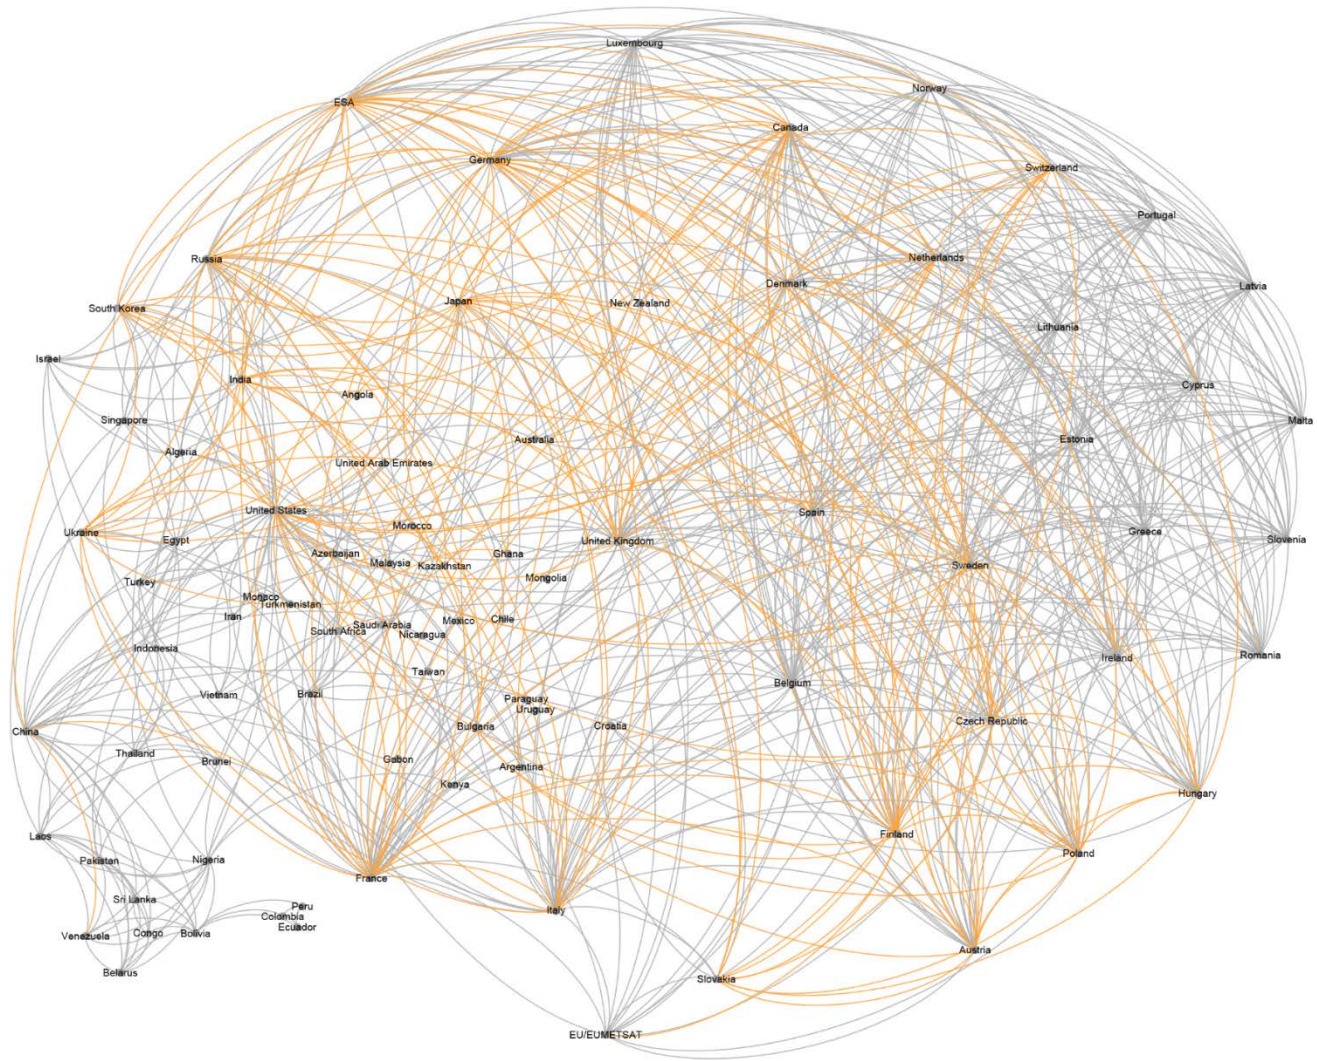 Luxembourg
Norway
ESA
Canada
Germany
Switzerland
Portugal
Russia
Netherlands
Denmark
Latvia
South Korea
Japan
New Zealand
Lithuania
Israel
India
Cyprus
Angola
Singapore
Malta
Australia
Estonia
Algeria
United Arab Emirates
United States
Spain
Morocco
Ukraine
Greece
Egypt
United Kingdom
Slovenia
Azerbaijan
Ghana
Malaysia
Kazakhstan
Sweden
Mongolia
Turkey
Monaco
Turkmenistan
Iran
Chile
Mexico
Saudi Arabia
South Africa
Nicaragua
Indonesia
Romania
Ireland
Taiwan
Belgium
Vietnam
Brazil
Paraguay
Uruguay
Czech Republic
Bulgaria
Croatia
China
Thailand
Gabon
Brunei
Argentina
Kenya
Hungary
Finland
Laos
Poland
Pakistan
Nigeria
France
Sri Lanka
Peru
Italy
Colombia
Ecuador
Venezuela
Congo
Bolivia
Austria
Belarus
Slovakia
EU/EUMETSAT